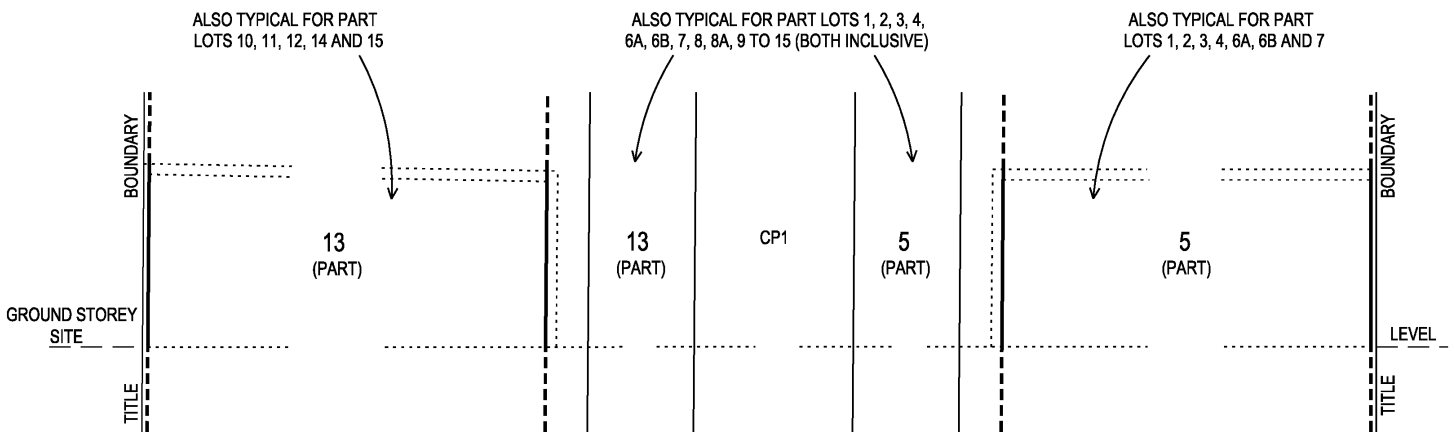 ALSO TYPICAL FOR PART
LOTS 10, 11, 12, 14 AND 15
ALSO TYPICAL FOR PART LOTS 1, 2, 3, 4,
6A, 6B, 7, 8, 8A, 9 TO 15 (BOTH INCLUSIVE)
ALSO TYPICAL FOR PART
LOTS 1, 2, 3, 4, 6A, 6B AND 7
BOUNDARY
BOUNDARY
13
(PART)
13
(PART)
CP1
5
(PART)
5
(PART)
GROUND STOREY
SITE
LEVEL
TITLE
TITLE